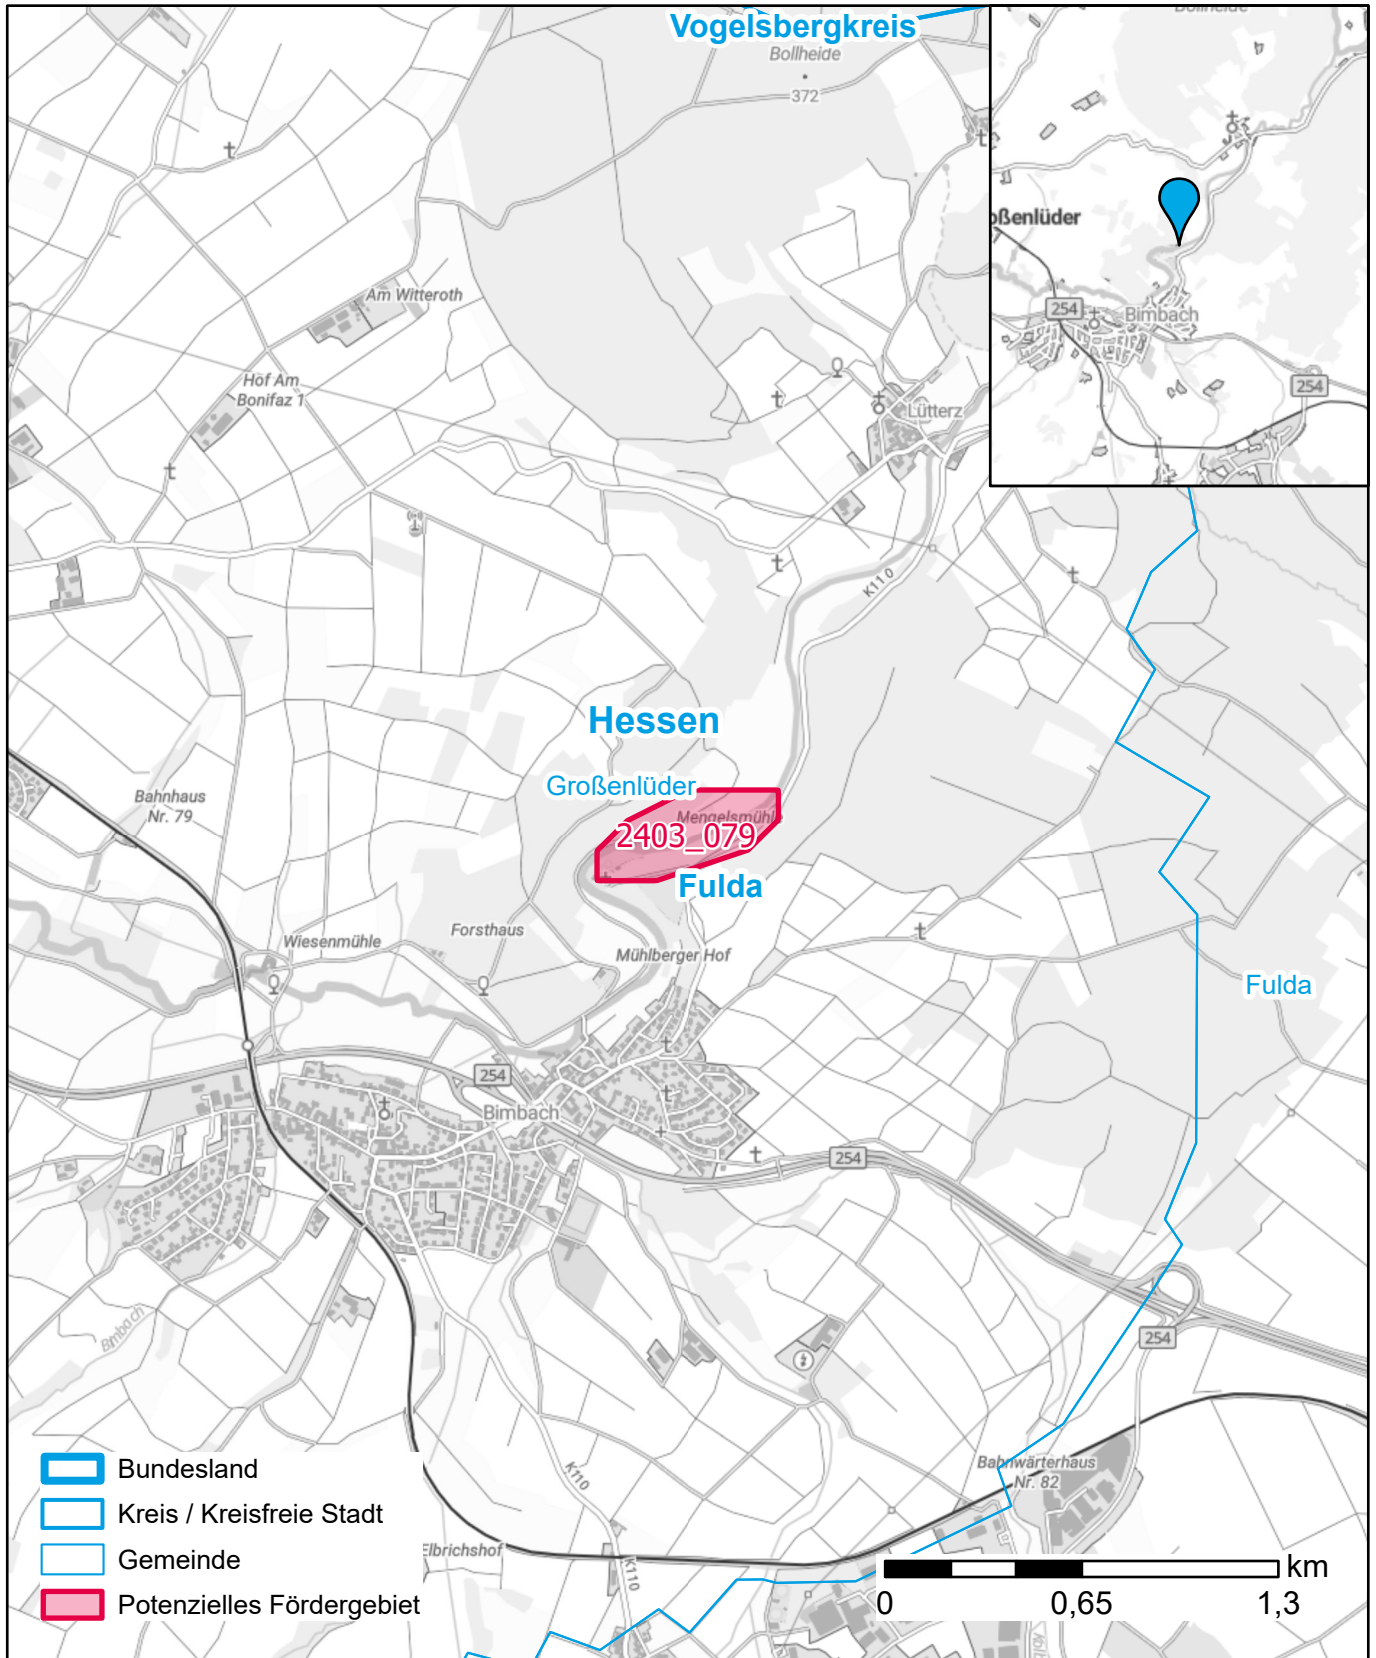 Vogelsbergkreis
Bollheide
372
Bollheide
oßenlüder
254
Bimbach
254
Am Witteroth
Hof Am
Bonifaz 1
Lütterz
K110
Hessen
Großenlüder
Mengelsmühle
2403_079
Fulda
Bahnhaus
Nr. 79
Forsthaus
Wiesenmühle
Mühlberger Hof
Fulda
254
Bimbach
254
254
Bimbach
K110
Bahnwärterhaus
Nr. 82
Elbrichshof
K110
Bundesland
Kreis / Kreisfreie Stadt
Gemeinde
Potenzielles Fördergebiet
km
0
0,65
1,3